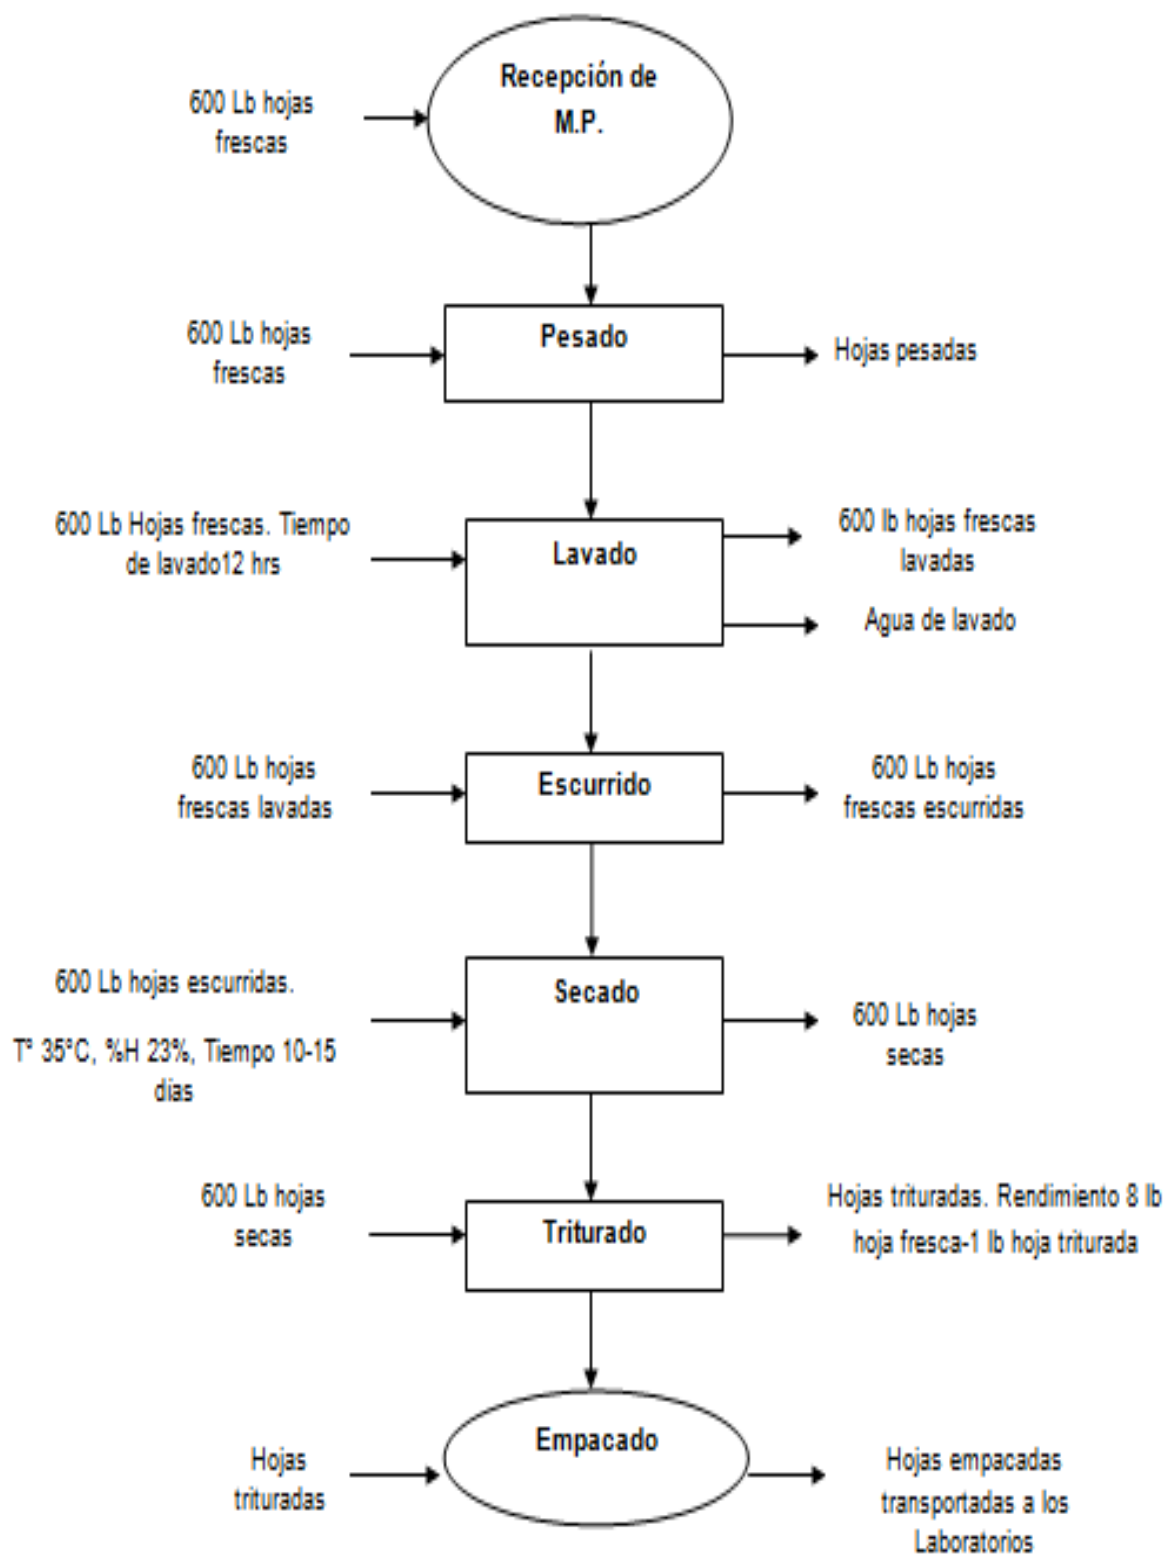 Recepción de
M.P.
600 Lb hojas
frescas
Pesado
600 Lb hojas
frescas
Hojas pesadas
600 Lb Hojas frescas. Tiempo
de lavado12 hrs
Lavado
600 lb hojas frescas
lavadas
Agua de lavado
600 Lb hojas
frescas lavadas
Escurrido
600 Lb hojas
frescas escurridas
600 Lb hojas escurridas.
T° 35°C, %H 23%, Tiempo 10-15
dias
Secado
600 Lb hojas
secas
600 Lb hojas
secas
Triturado
Hojas trituradas. Rendimiento 8 lb
hoja fresca-1 lb hoja triturada
Empacado
Hojas
trituradas
Hojas empacadas
transportadas a los
Laboratorios